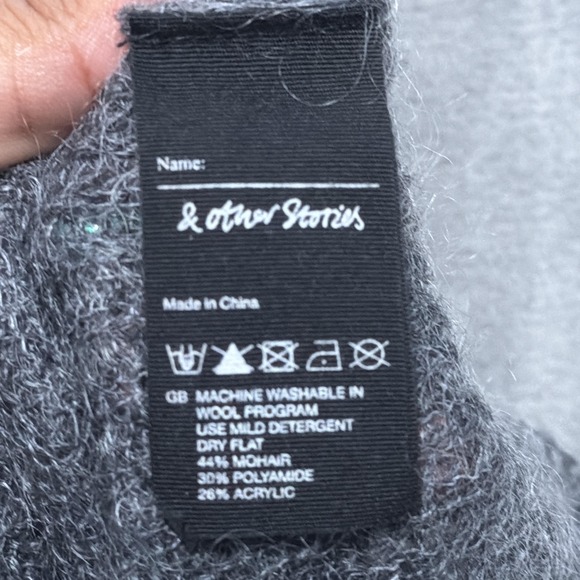 Name:
& other Stories
Made in China
GB MACHINE WASHABLE IN
WOOL PROGRAM
USE MILD DETERGENT
DRY FLAT
44% MOHAIR
30% POLYAMIDE
26% ACRYLIC